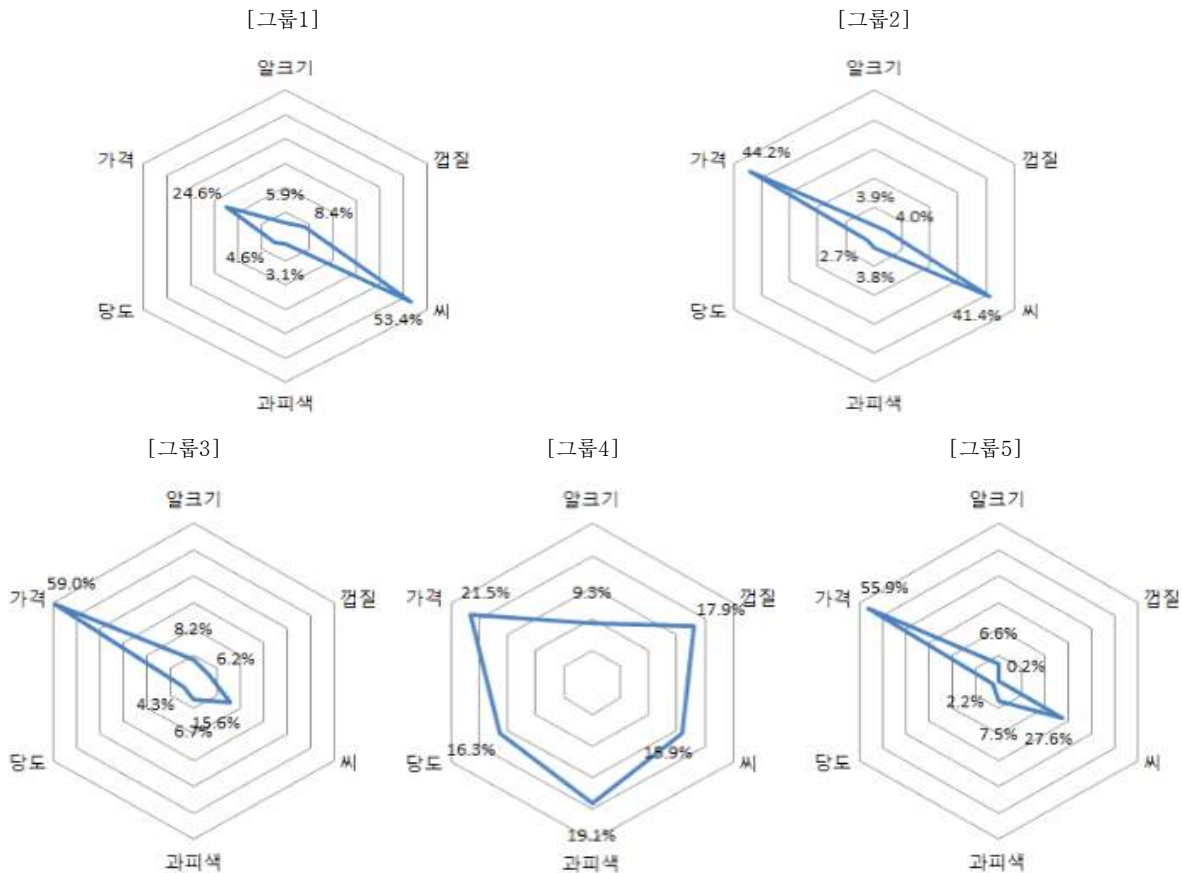 [그룹1]
알크기
껍질
씨
과피색
당도
가격
5.9%
8.4%
53.4%
3.1%
4.6%
24.6%
[그룹2]
알크기
껍질
씨
과피색
당도
가격
3.9%
4.0%
41.4%
3.8%
2.7%
44.2%
[그룹3]
알크기
껍질
씨
과피색
당도
가격
8.2%
6.2%
15.6%
6.7%
4.3%
59.0%
[그룹4]
알크기
껍질
씨
과피색
당도
가격
9.3%
17.9%
15.9%
19.1%
16.3%
21.5%
[그룹5]
알크기
껍질
씨
과피색
당도
가격
6.6%
0.2%
27.6%
7.5%
2.2%
55.9%